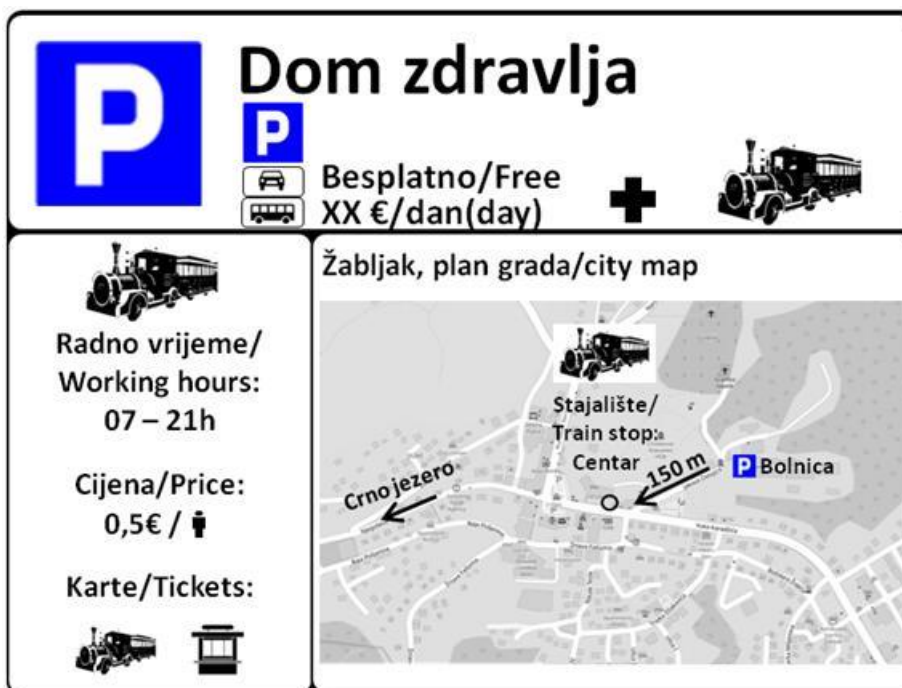 P
Dom zdravlja
P
Besplatno/Free
XX €/dan(day)
Radno vrijeme/
Working hours:
07 – 21h
Cijena/Price:
0,5€ /
Karte/Tickets:
Žabljak, plan grada/city map
Stajalište/
Train stop:
Centar
150 m
P Bolnica
Crno jezero